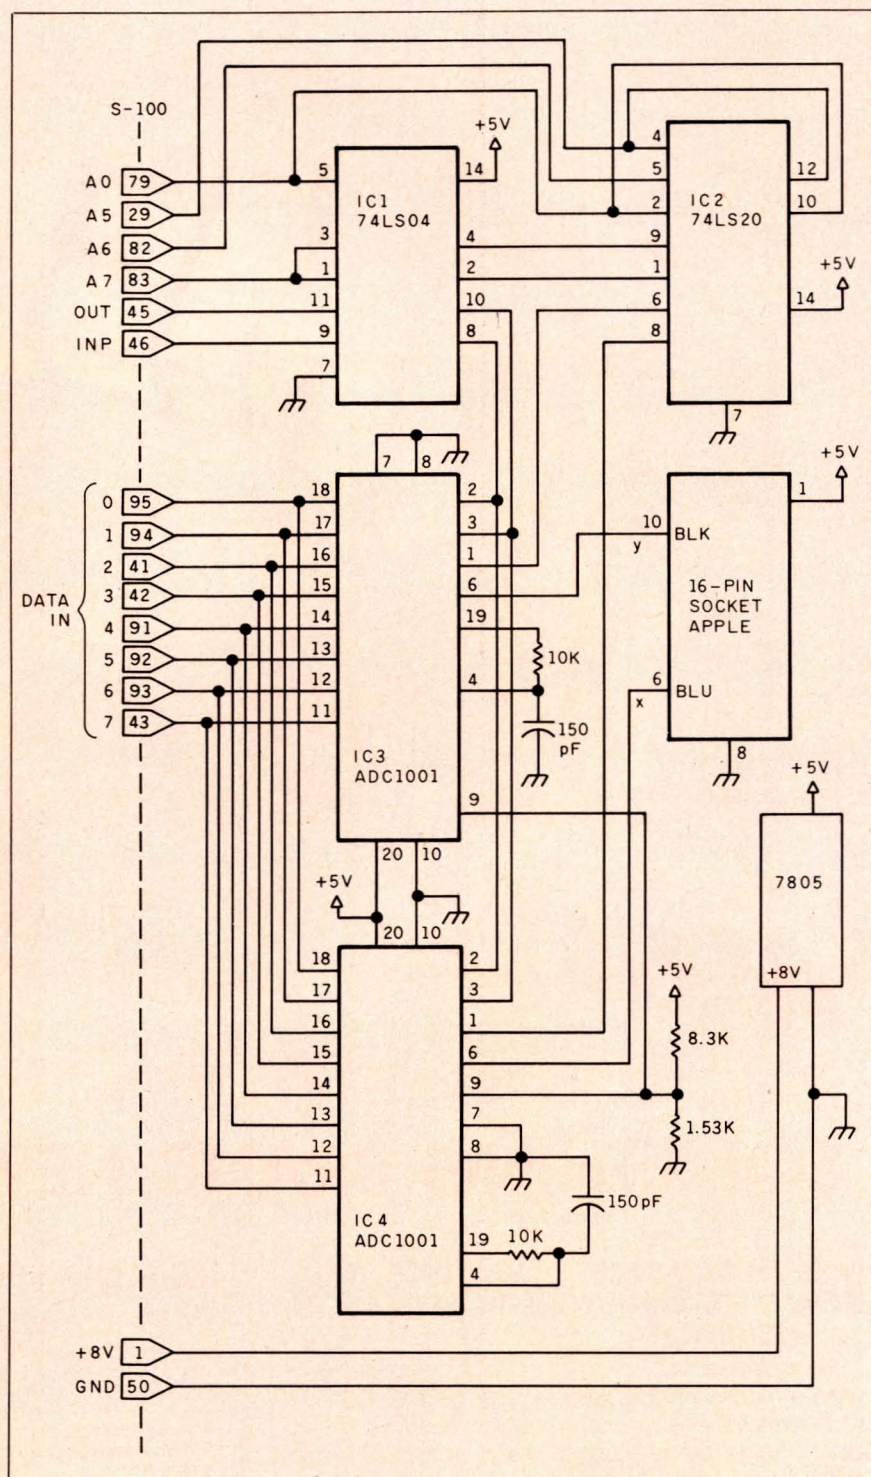 S-100
+5V
A0 79
A5 29
A6 82
A7 83
OUT 45
INP 46
5
3
1
11
9
7
IC1
74LS04
14
4
2
10
8
4
5
2
9
1
6
8
IC2
74LS20
12
10
14
+5V
7
DATA
IN
0 95
1 94
2 41
3 42
4 91
5 92
6 93
7 43
7 8
18
17
16
15
14
13
12
11
IC3
ADC1001
2
3
1
6
19
4
9
10K
150
pF
20 10
+5V
1
10 BLK
y
16-PIN
SOCKET
APPLE
6 BLU
x
8
+5V
+5V
7805
+8V
20 10
18
17
16
15
14
13
12
11
IC4
ADC1001
2
3
1
6
9
7
8
19
4
+5V
8.3K
1.53K
150pF
10K
+8V 1
GND 50